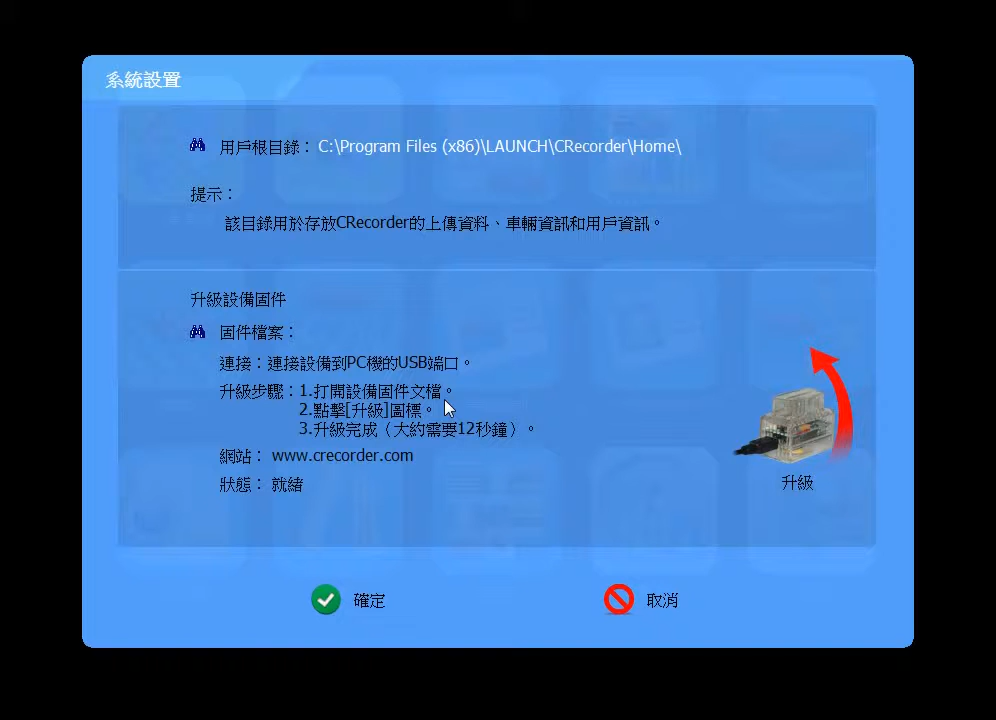 系統設置
用戶根目錄： C:\Program Files (x86)\LAUNCH\CRecorder\Home\
提示：
該目錄用於存放CRecorder的上傳資料、車輛資訊和用戶資訊。
升級設備固件
固件檔案：
連接：連接設備到PC機的USB端口。
升級步驟：1.打開設備固件文檔。
2.點擊[升級]圖標。
3.升級完成（大約需要12秒鐘）。
網站： www.crecorder.com
狀態： 就緒
升級
確定
取消